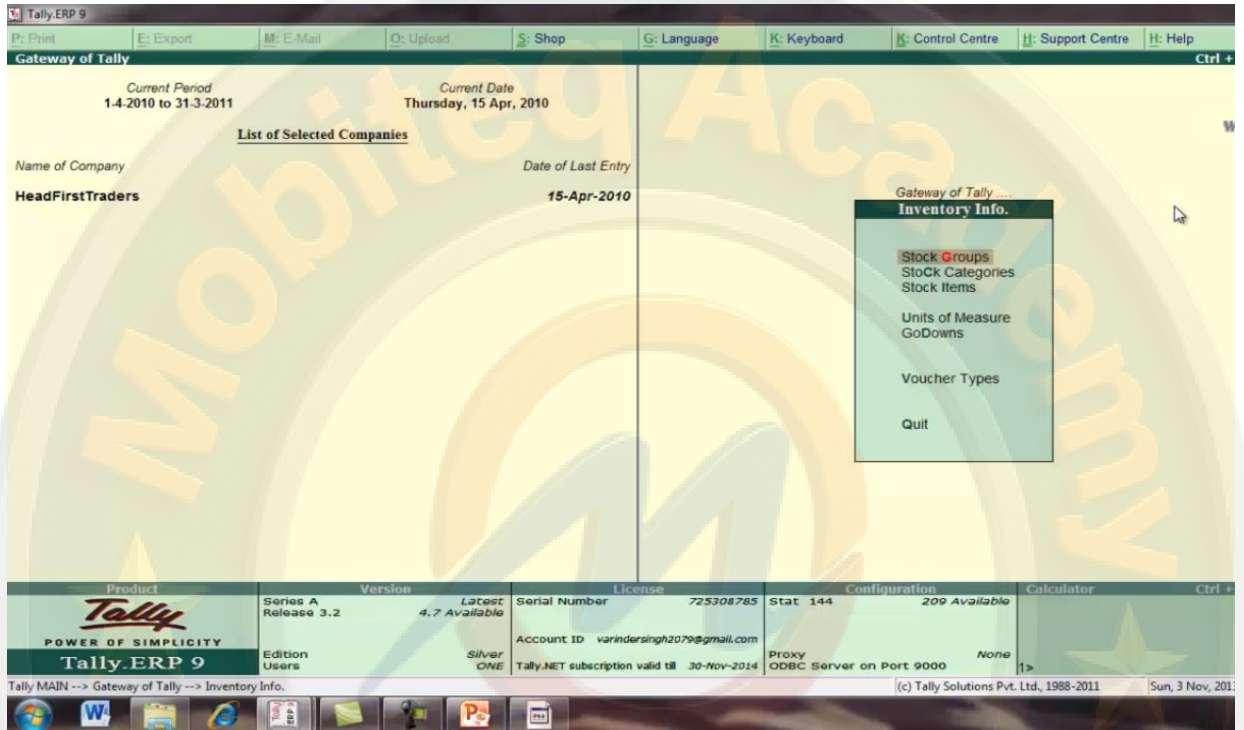 Tally.ERP 9
P: Print E: Export M: E-Mail O: Upload S: Shop G: Language K: Keyboard K: Control Centre H: Support Centre H: Help
Gateway of Tally Ctrl +
Current Period Current Date
1-4-2010 to 31-3-2011 Thursday, 15 Apr, 2010
List of Selected Companies
W
Name of Company Date of Last Entry
HeadFirstTraders 15-Apr-2010
Gateway of Tally ....
Inventory Info.
Stock Groups
StoCk Categories
Stock Items
Units of Measure
GoDowns
Voucher Types
Quit
Mobiteq Academy
Product Version License Configuration Calculator Ctrl +
Tally
POWER OF SIMPLICITY
Tally.ERP 9
Series A Latest
Release 3.2 4.7 Available
Edition Silver
Users ONE
Serial Number 725308785
Account ID varindersingh2079@gmail.com
Tally.NET subscription valid till 30-Nov-2014
Stat 144 209 Available
Proxy None
ODBC Server on Port 9000
1>
Tally MAIN --> Gateway of Tally --> Inventory Info. (c) Tally Solutions Pvt. Ltd., 1988-2011 Sun, 3 Nov, 201